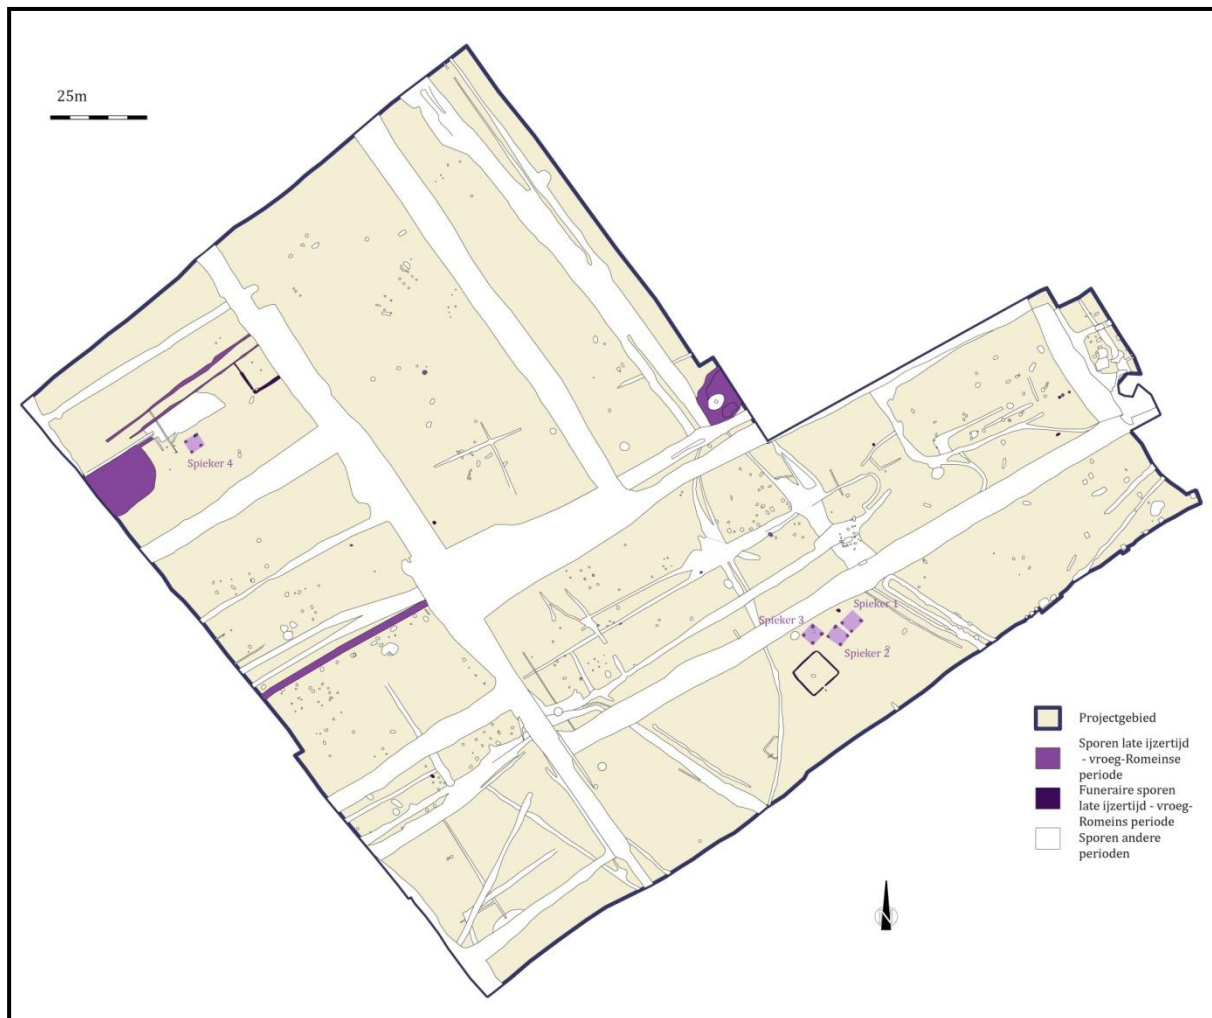 25m
Spieker 4
Spieker 1
Spieker 3
Spieker 2
Projectgebied
Sporen late ijzertijd
- vroeg-Romeinse
periode
Funeraire sporen
late ijzertijd - vroeg-
Romeins periode
Sporen andere
perioden
N